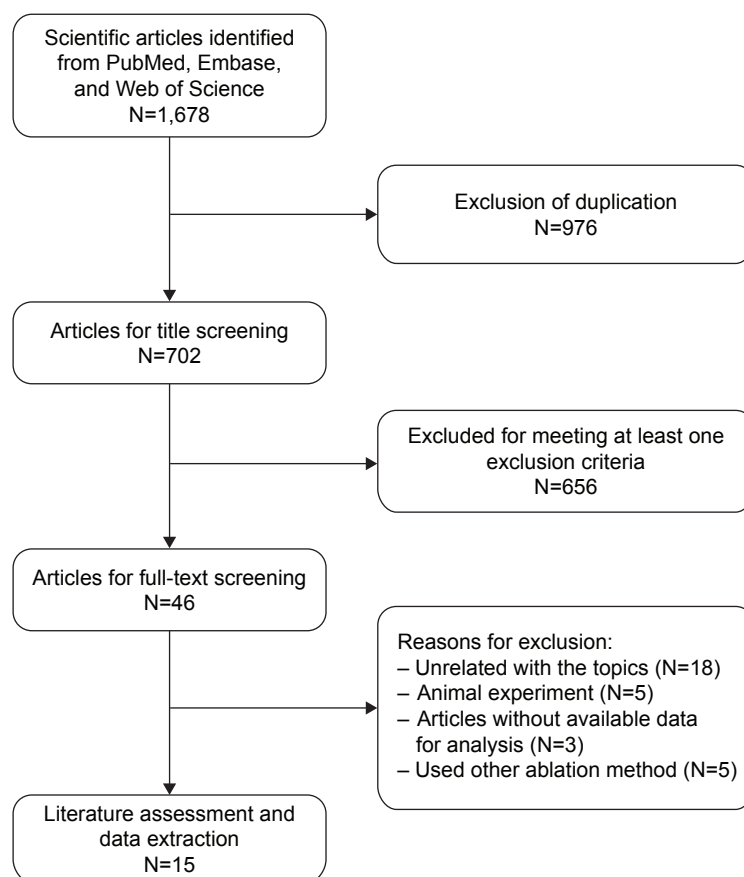 Scientific articles identified
from PubMed, Embase,
and Web of Science
N=1,678
Exclusion of duplication
N=976
Articles for title screening
N=702
Excluded for meeting at least one
exclusion criteria
N=656
Articles for full-text screening
N=46
Reasons for exclusion:
– Unrelated with the topics (N=18)
– Animal experiment (N=5)
– Articles without available data
for analysis (N=3)
– Used other ablation method (N=5)
Literature assessment and
data extraction
N=15